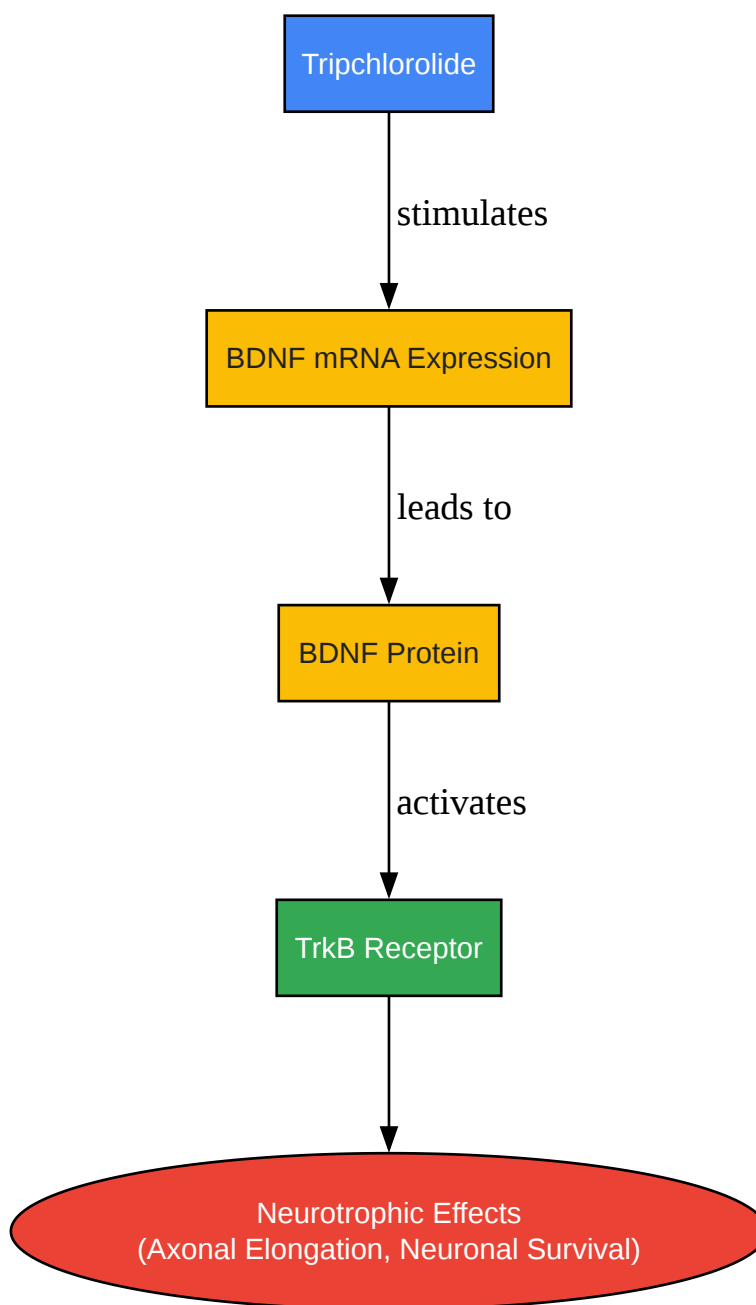 Tripchlorolide
stimulates
BDNF mRNA Expression
leads to
BDNF Protein
activates
TrkB Receptor
Neurotrophic Effects
(Axonal Elongation, Neuronal Survival)